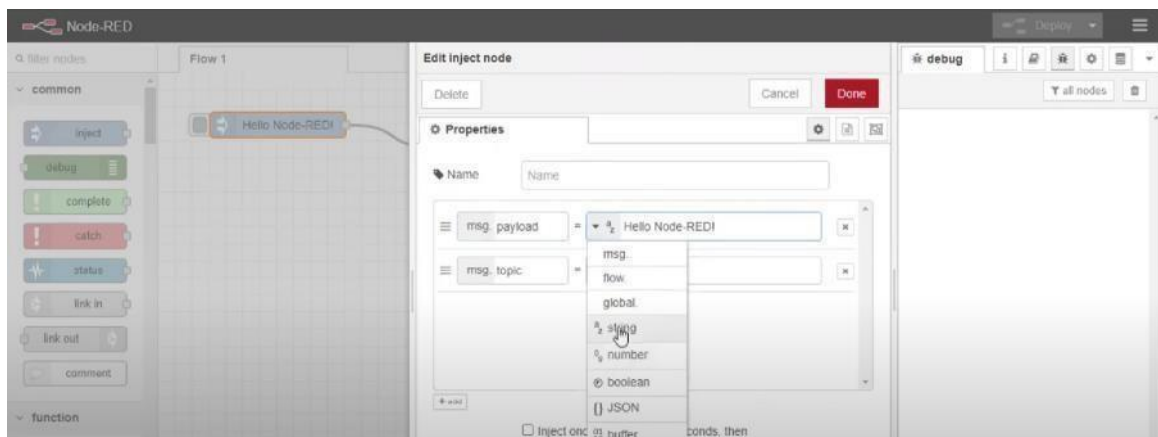 Node-RED
Deploy
filter nodes
Flow 1
Edit inject node
debug
i
common
Delete
Cancel
Done
all nodes
inject
Hello Node-RED!
Properties
debug
Name
Name
complete
msg. payload
=
Hello Node-RED!
catch
msg.
status
msg. topic
=
flow.
link in
global.
link out
string
number
comment
boolean
add
{} JSON
function
Inject once
buffer
conds, then